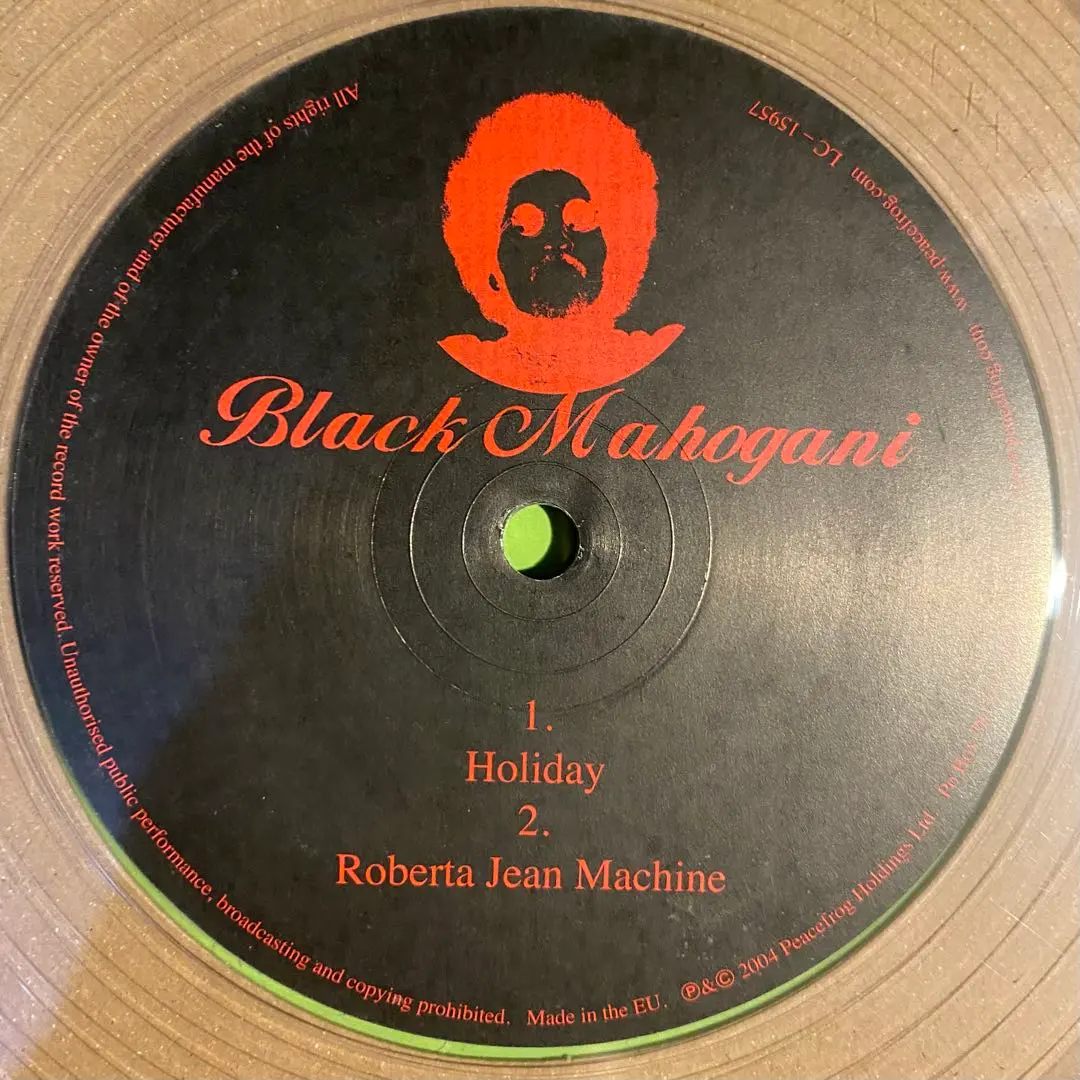 Black Mahogani
1.
Holiday
2.
Roberta Jean Machine
All rights of the manufacturer and of the owner of the record work reserved. Unauthorised public performance, broadcasting and copying prohibited. Made in the EU. ℗&© 2004 Peacefrog Holdings Ltd Po Box
www.peacefrog.com LC-15957